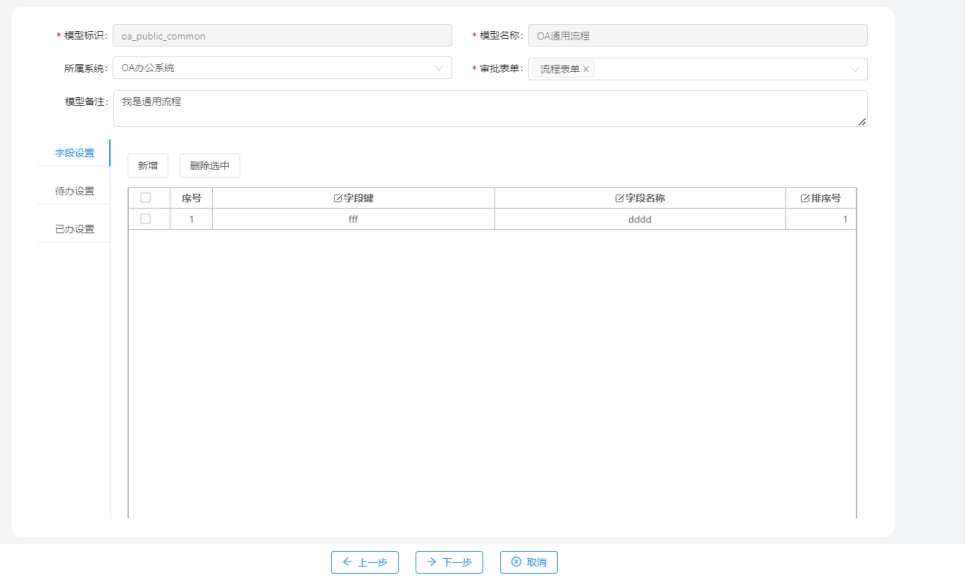 * 模型标识: oa_public_common * 模型名称: OA通用流程
所属系统: OA办公系统 * 审批表单: 流程表单 ×
模型备注: 我是通用流程
字段设置
待办设置
已办设置
新增 删除选中
序号 字段键 字段名称 排序号
1 fff dddd 1
上一步 下一步 取消